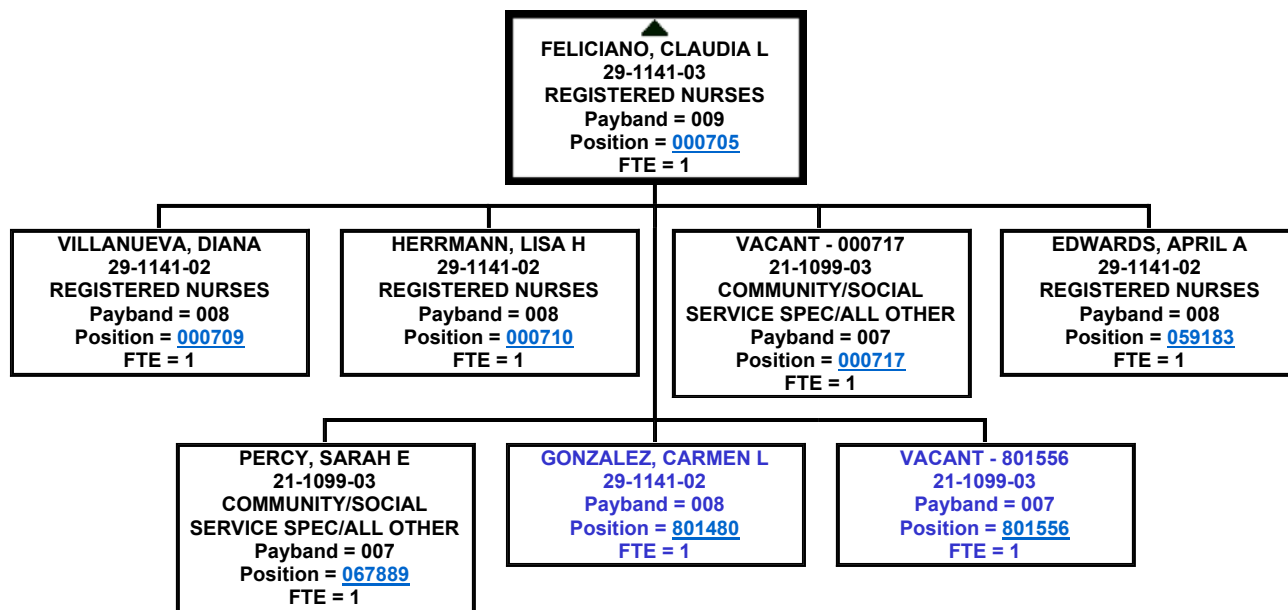 FELICIANO, CLAUDIA L
29-1141-03
REGISTERED NURSES
Payband = 009
Position = 000705
FTE = 1
VILLANUEVA, DIANA
29-1141-02
REGISTERED NURSES
Payband = 008
Position = 000709
FTE = 1
HERRMANN, LISA H
29-1141-02
REGISTERED NURSES
Payband = 008
Position = 000710
FTE = 1
VACANT - 000717
21-1099-03
COMMUNITY/SOCIAL
SERVICE SPEC/ALL OTHER
Payband = 007
Position = 000717
FTE = 1
EDWARDS, APRIL A
29-1141-02
REGISTERED NURSES
Payband = 008
Position = 059183
FTE = 1
PERCY, SARAH E
21-1099-03
COMMUNITY/SOCIAL
SERVICE SPEC/ALL OTHER
Payband = 007
Position = 067889
FTE = 1
GONZALEZ, CARMEN L
29-1141-02
Payband = 008
Position = 801480
FTE = 1
VACANT - 801556
21-1099-03
Payband = 007
Position = 801556
FTE = 1